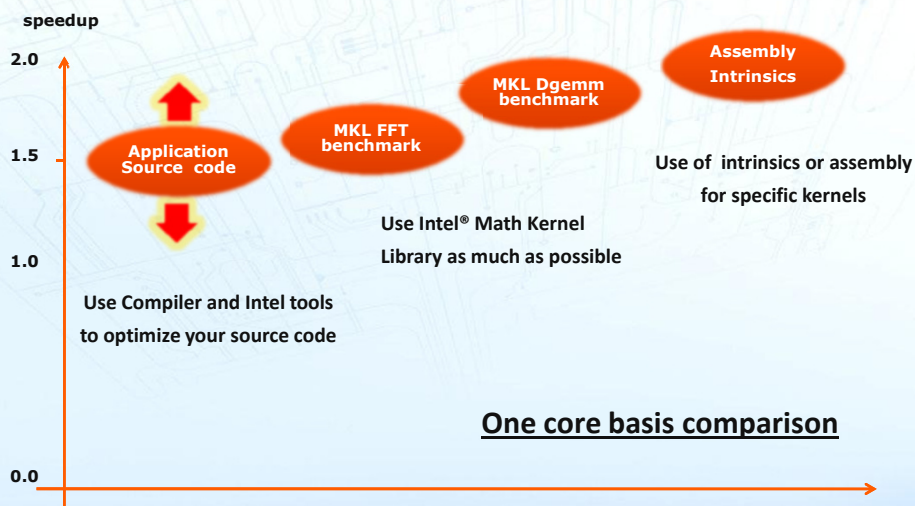 speedup
2.0
Assembly
Intrinsics
MKL Dgemm
benchmark
MKL FFT
benchmark
Application
Source code
1.5
Use of intrinsics or assembly
for specific kernels
Use Intel® Math Kernel
Library as much as possible
1.0
Use Compiler and Intel tools
to optimize your source code
One core basis comparison
0.0